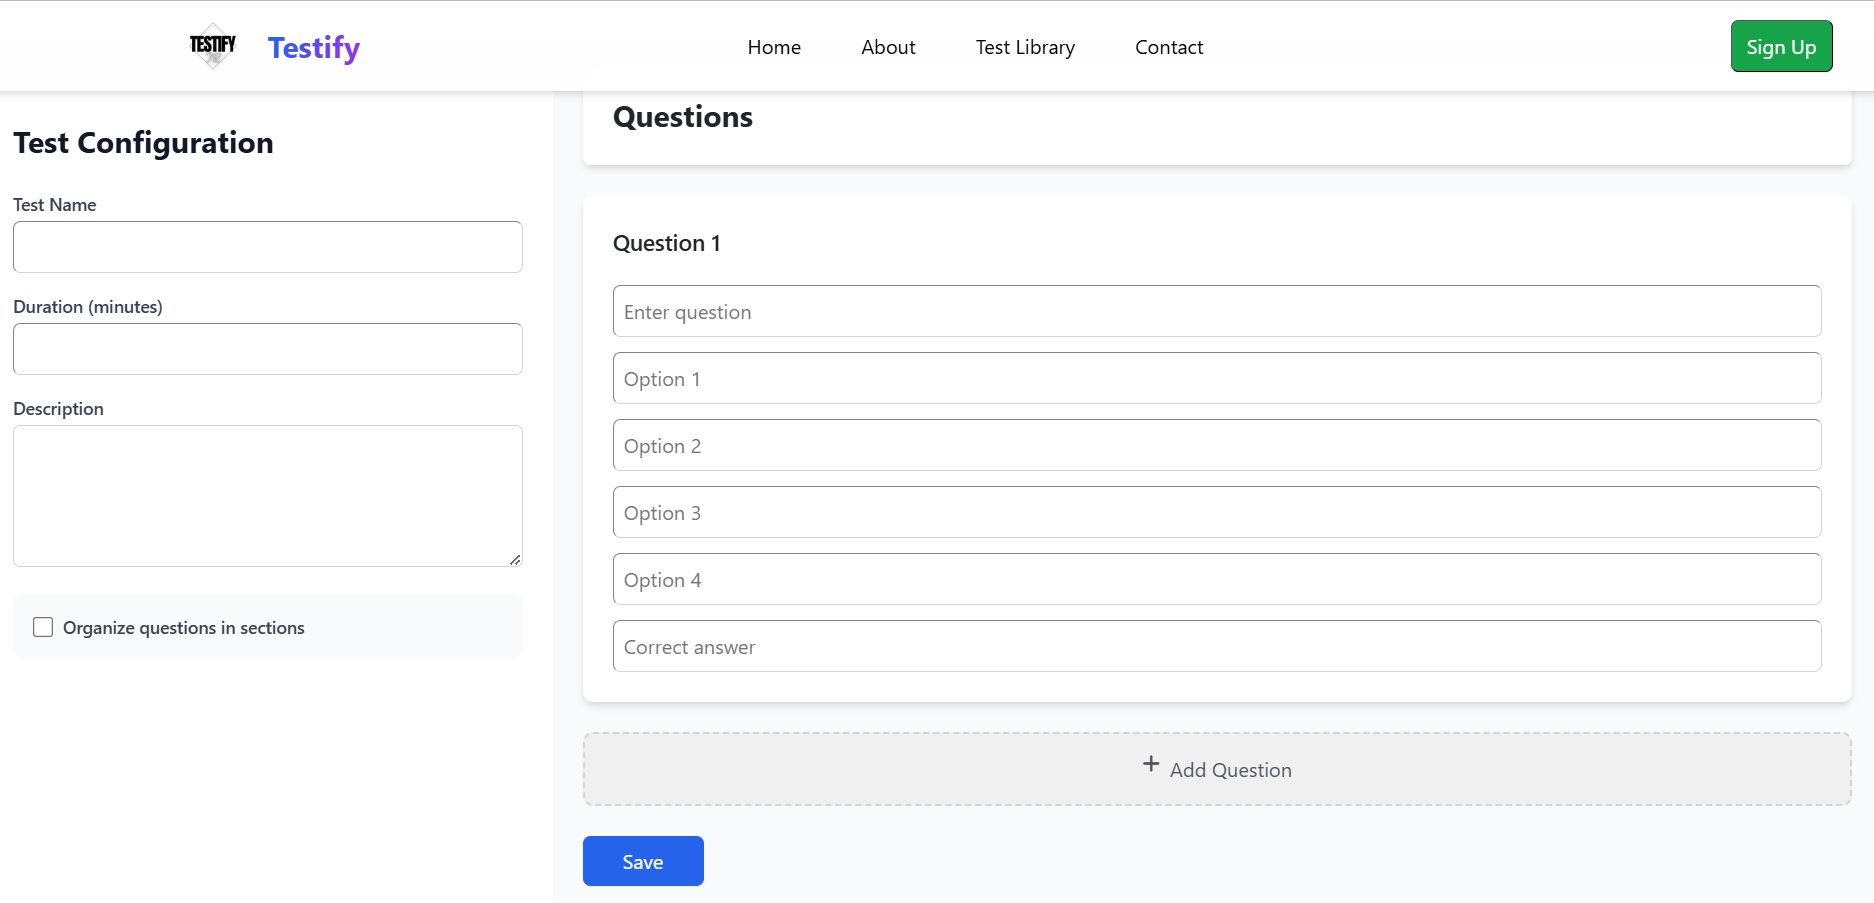 TESTIFY
Testify
Home
About
Test Library
Contact
Sign Up
Test Configuration
Test Name
Duration (minutes)
Description
Organize questions in sections
Questions
Question 1
Enter question
Option 1
Option 2
Option 3
Option 4
Correct answer
+ Add Question
Save